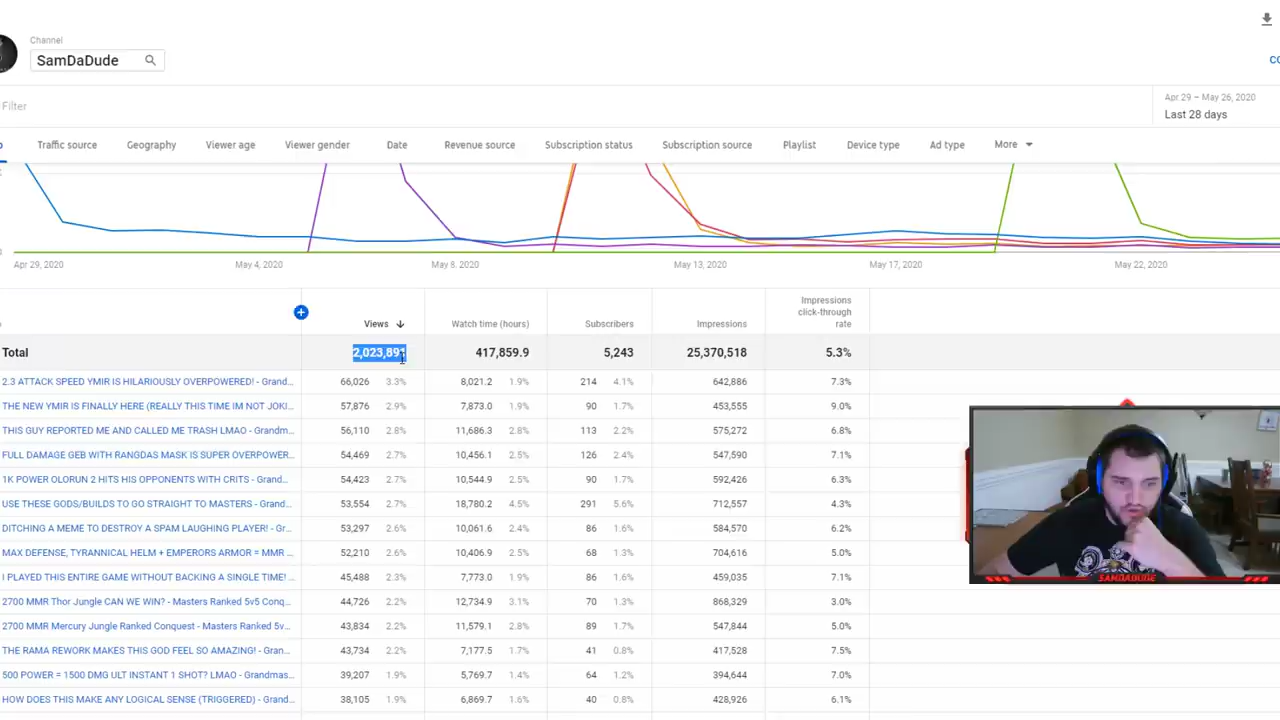 Channel
SamDaDude
Filter
Apr 29 – May 26, 2020
Last 28 days
Traffic source Geography Viewer age Viewer gender Date Revenue source Subscription status Subscription source Playlist Device type Ad type More
Apr 29, 2020 May 4, 2020 May 8, 2020 May 13, 2020 May 17, 2020 May 22, 2020
Views Watch time (hours) Subscribers Impressions Impressions click-through rate
Total 2,023,891 417,859.9 5,243 25,370,518 5.3%
2.3 ATTACK SPEED YMIR IS HILARIOUSLY OVERPOWERED! - Grand... 66,026 3.3% 8,021.2 1.9% 214 4.1% 642,886 7.3%
THE NEW YMIR IS FINALLY HERE (REALLY THIS TIME IM NOT JOKI... 57,876 2.9% 7,873.0 1.9% 90 1.7% 453,555 9.0%
THIS GUY REPORTED ME AND CALLED ME TRASH LMAO - Grandm... 56,110 2.8% 11,686.3 2.8% 113 2.2% 575,272 6.8%
FULL DAMAGE GEB WITH RANGDAS MASK IS SUPER OVERPOWER... 54,469 2.7% 10,456.1 2.5% 126 2.4% 547,590 7.1%
1K POWER OLORUN 2 HITS HIS OPPONENTS WITH CRITS - Grand... 54,423 2.7% 10,544.9 2.5% 90 1.7% 592,426 6.3%
USE THESE GODS/BUILDS TO GO STRAIGHT TO MASTERS - Grand... 53,554 2.7% 18,780.2 4.5% 291 5.6% 712,557 4.3%
DITCHING A MEME TO DESTROY A SPAM LAUGHING PLAYER! - Gr... 53,297 2.6% 10,061.6 2.4% 86 1.6% 584,570 6.2%
MAX DEFENSE, TYRANNICAL HELM + EMPERORS ARMOR = MMR ... 52,210 2.6% 10,406.9 2.5% 68 1.3% 704,616 5.0%
I PLAYED THIS ENTIRE GAME WITHOUT BACKING A SINGLE TIME! ... 45,488 2.3% 7,773.0 1.9% 86 1.6% 459,035 7.1%
2700 MMR Thor Jungle CAN WE WIN? - Masters Ranked 5v5 Conq... 44,726 2.2% 12,734.9 3.1% 70 1.3% 868,329 3.0%
2700 MMR Mercury Jungle Ranked Conquest - Masters Ranked 5v... 43,834 2.2% 11,579.1 2.8% 89 1.7% 547,844 5.0%
THE RAMA REWORK MAKES THIS GOD FEEL SO AMAZING! - Gran... 43,734 2.2% 7,177.5 1.7% 41 0.8% 417,528 7.5%
500 POWER = 1500 DMG ULT INSTANT 1 SHOT? LMAO - Grandmas... 39,207 1.9% 5,769.7 1.4% 64 1.2% 394,644 7.0%
HOW DOES THIS MAKE ANY LOGICAL SENSE (TRIGGERED) - Grand... 38,105 1.9% 6,869.7 1.6% 40 0.8% 428,926 6.1%
SAMDADUDE